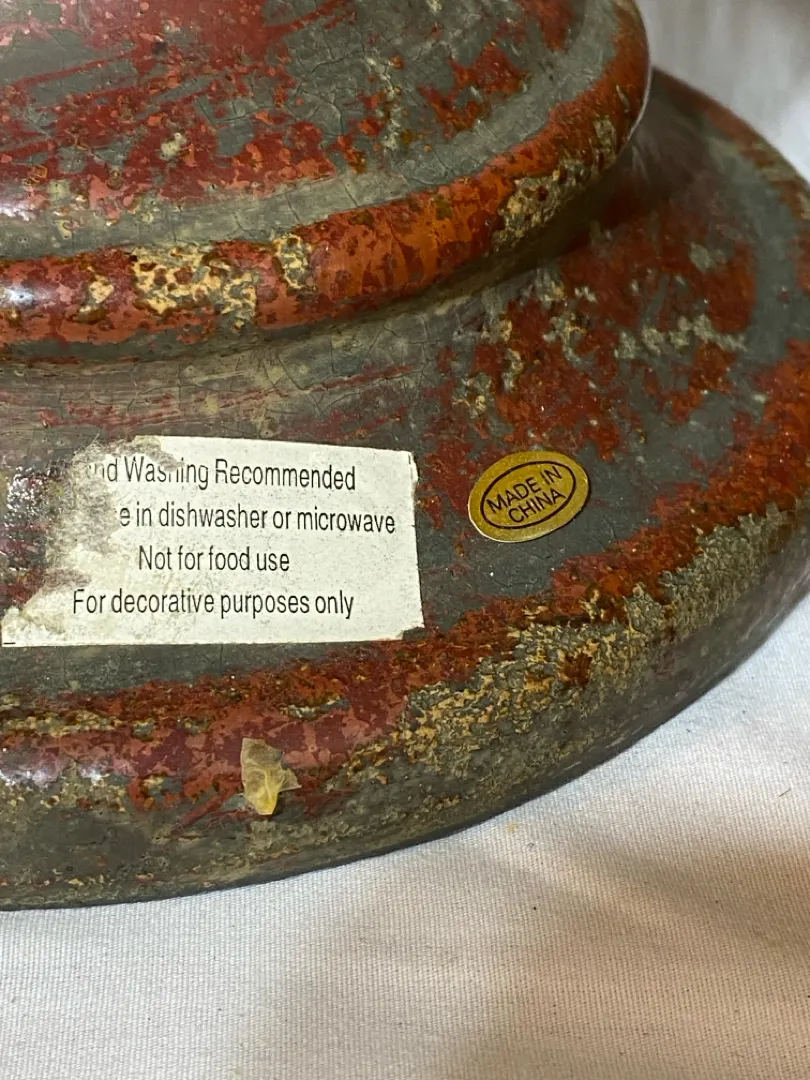 nd Washing Recommended
e in dishwasher or microwave
Not for food use
For decorative purposes only
MADE IN
CHINA